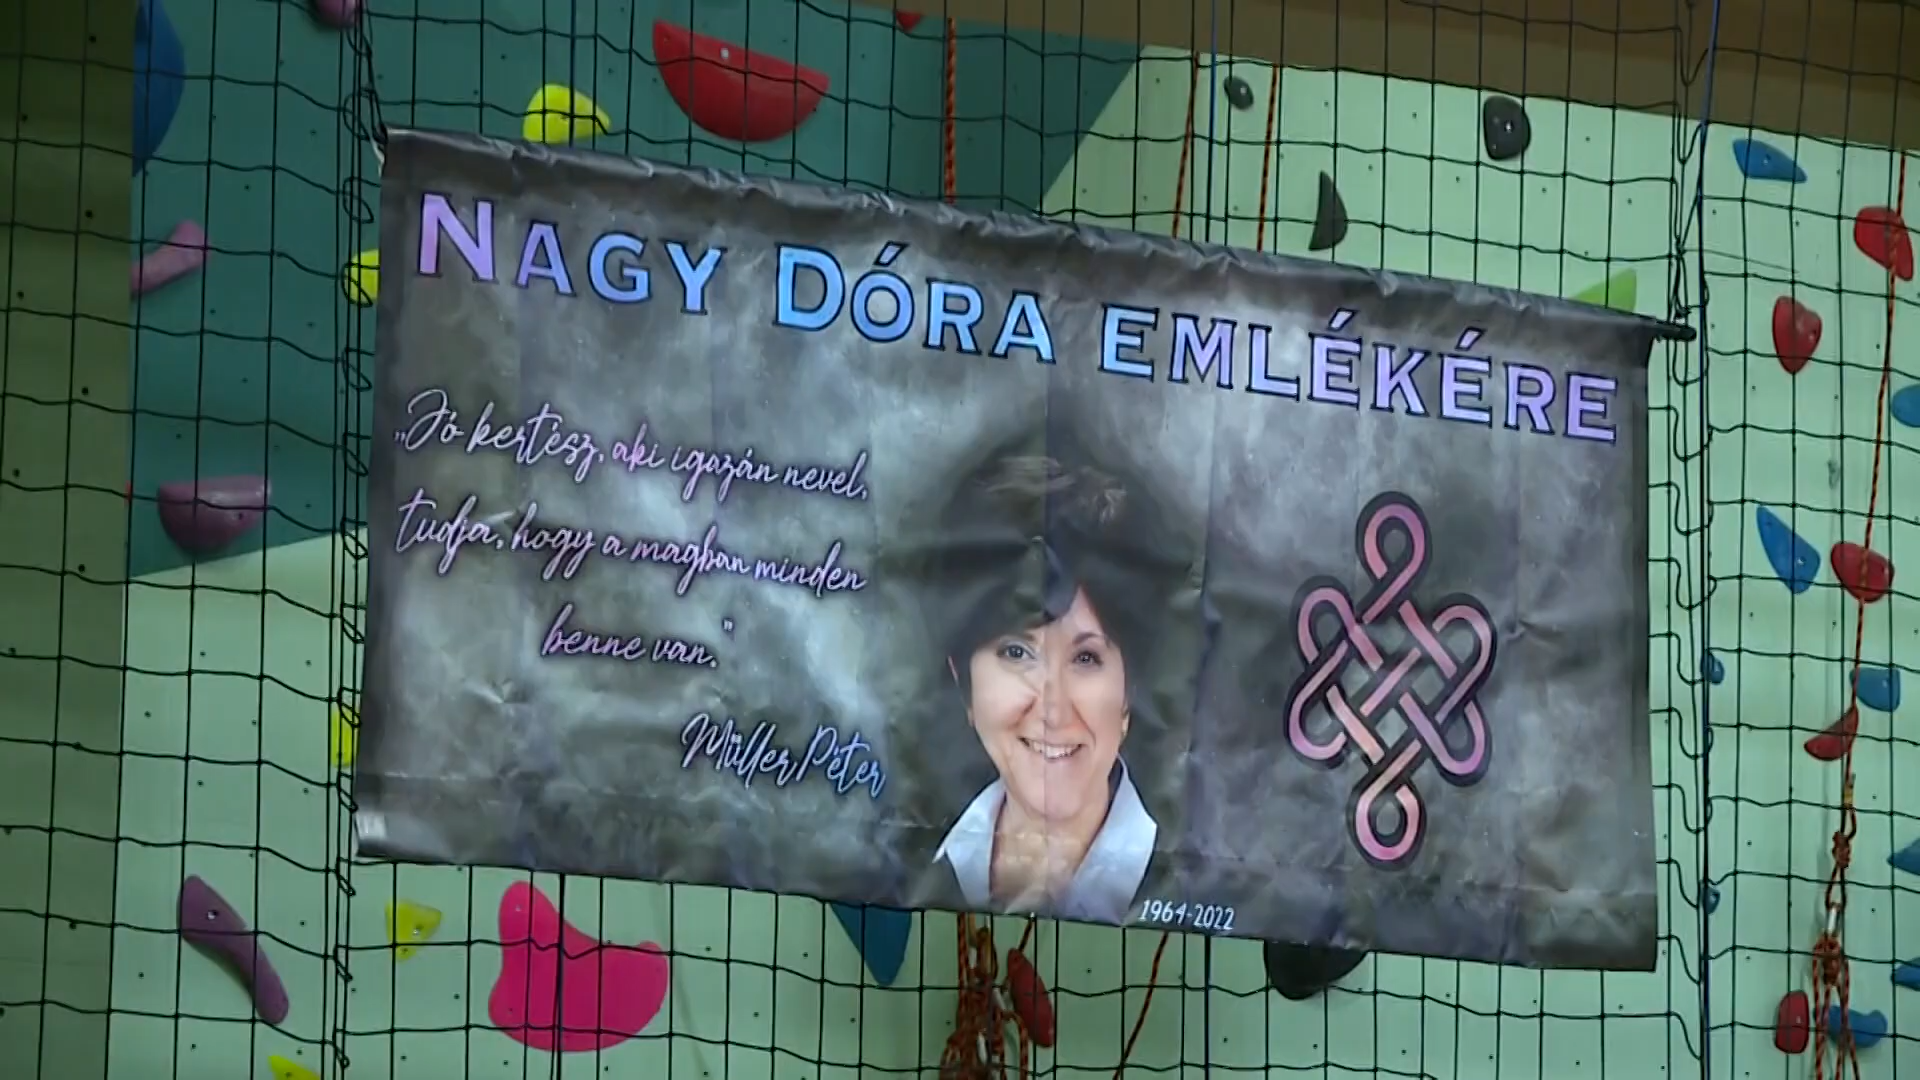 NAGY DÓRA EMLÉKÉRE
„Jó kertész, aki igazán nevel,
tudja, hogy a magban minden
benne van."
Müller Péter
1964-2022